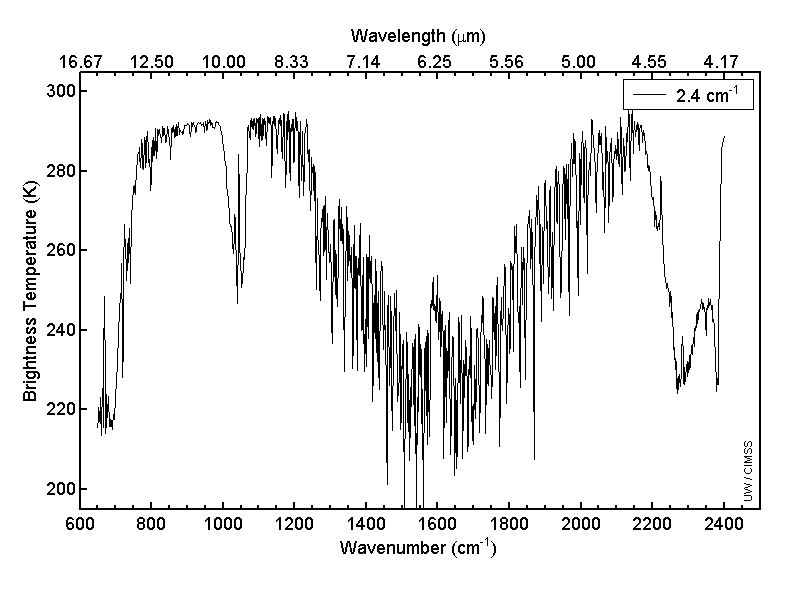 Wavelength (μm)
16.67 12.50 10.00 8.33 7.14 6.25 5.56 5.00 4.55 4.17
2.4 cm-1
300
280
260
240
220
200
Brightness Temperature (K)
UW / CIMSS
600 800 1000 1200 1400 1600 1800 2000 2200 2400
Wavenumber (cm-1)